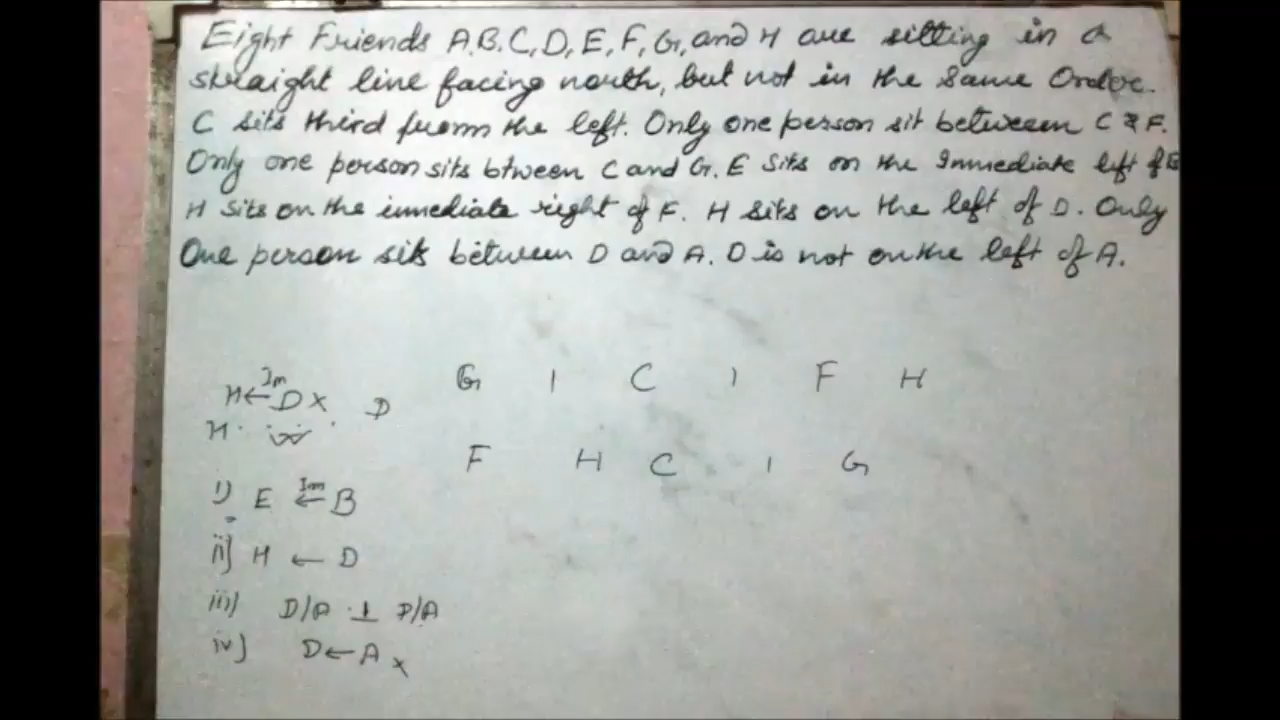 Eight Friends A,B,C,D,E,F,G,and H are sitting in a
straight line facing north, but not in the same Order.
C sits third from the left. Only one person sit between C & F.
Only one person sits btween C and G. E sits on the Immediate left of B
H sits on the immediate right of F. H sits on the left of D. Only
One person sits between D and A. D is not on the left of A.
G 1 C 1 F H
H ← Im D x D
H
F H C 1 G
i) E ← Im B
ii) H ← D
iii) D/A 1 D/A
iv) D ← A x